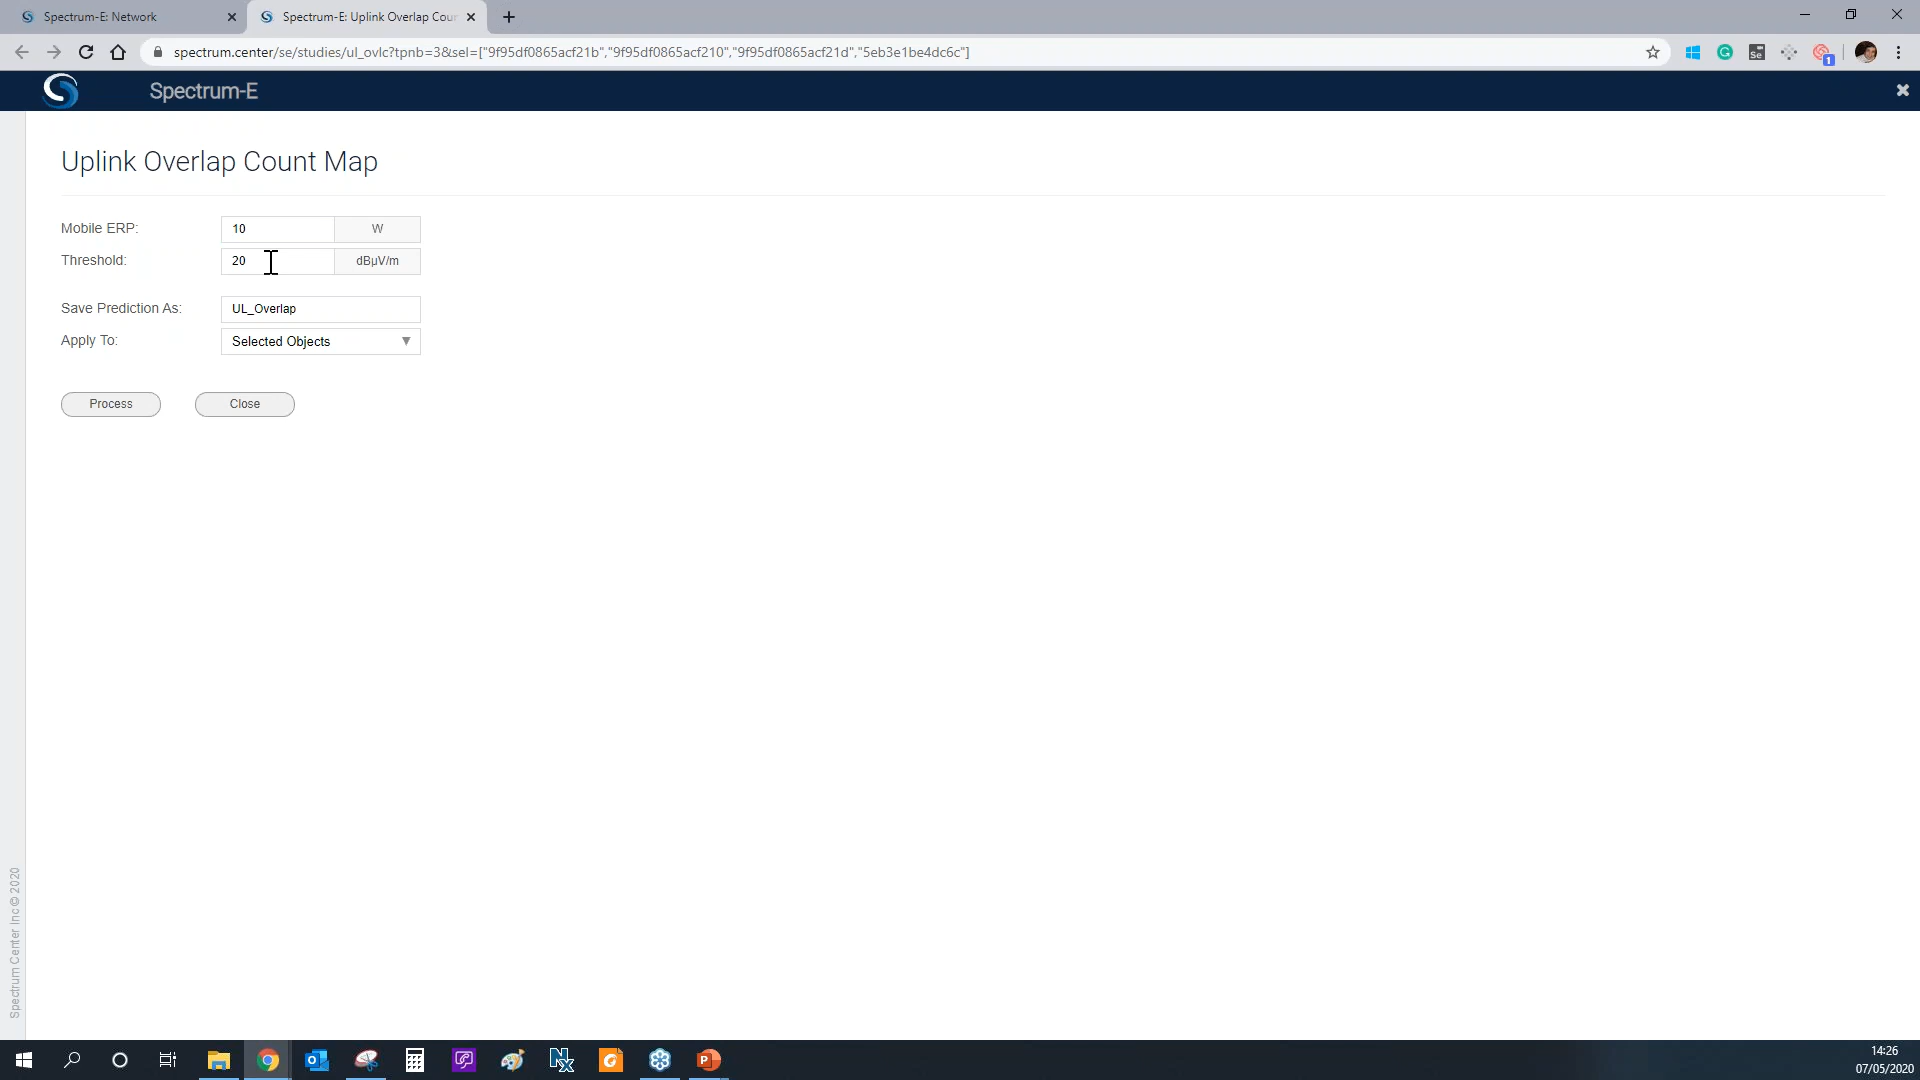 Spectrum-E: Network
Spectrum-E: Uplink Overlap Cour
spectrum.center/se/studies/ul_ovlc?tpnb=3&sel=["9f95df0865acf21b","9f95df0865acf210","9f95df0865acf21d","5eb3e1be4dc6c"]
Se
1
Spectrum-E
Uplink Overlap Count Map
Mobile ERP: 10 W
Threshold: 20 dBµV/m
Save Prediction As: UL_Overlap
Apply To: Selected Objects
Process Close
Spectrum Center Inc © 2020
14:26
07/05/2020